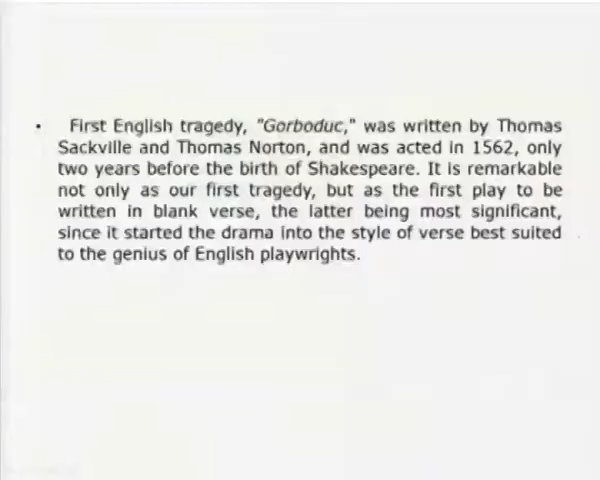 • First English tragedy, "Gorboduc," was written by Thomas
Sackville and Thomas Norton, and was acted in 1562, only
two years before the birth of Shakespeare. It is remarkable
not only as our first tragedy, but as the first play to be
written in blank verse, the latter being most significant,
since it started the drama into the style of verse best suited
to the genius of English playwrights.